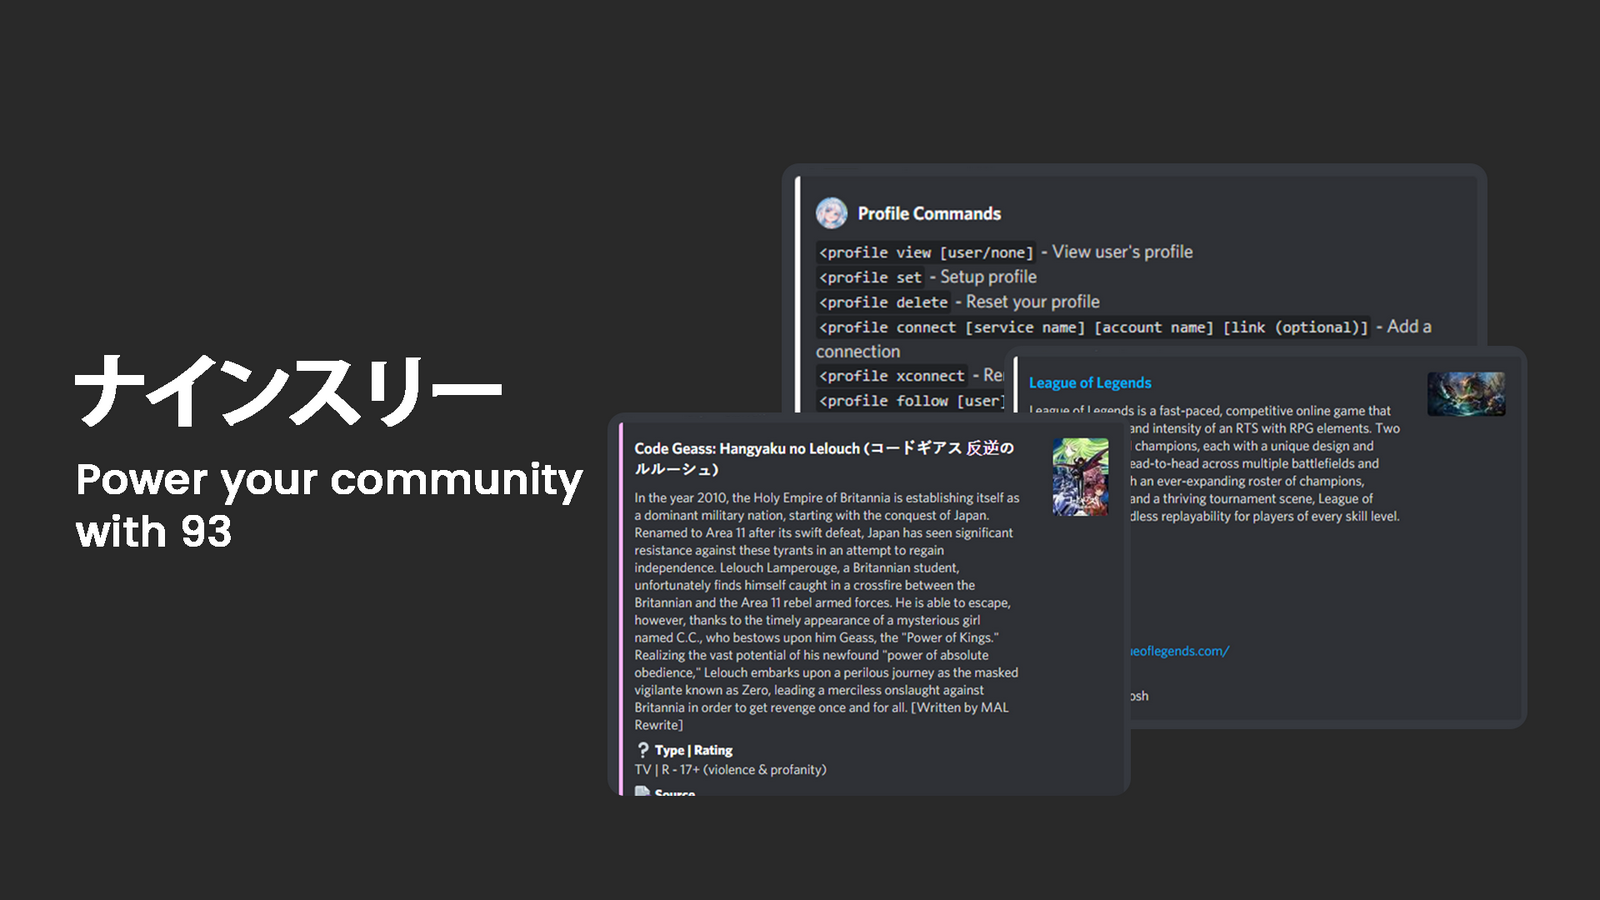 ナインスリー
Power your community
with 93
Profile Commands
<profile view [user/none] - View user's profile
<profile set - Setup profile
<profile delete - Reset your profile
<profile connect [service name] [account name] [link (optional)] - Add a
connection
<profile xconnect - Re
<profile follow [user]
League of Legends
League of Legends is a fast-paced, competitive online game that
and intensity of an RTS with RPG elements. Two
champions, each with a unique design and
ead-to-head across multiple battlefields and
h an ever-expanding roster of champions,
and a thriving tournament scene, League of
dless replayability for players of every skill level.
ueoflegends.com/
osh
Code Geass: Hangyaku no Lelouch (コードギアス 反逆の
ルルーシュ)
In the year 2010, the Holy Empire of Britannia is establishing itself as
a dominant military nation, starting with the conquest of Japan.
Renamed to Area 11 after its swift defeat, Japan has seen significant
resistance against these tyrants in an attempt to regain
independence. Lelouch Lamperouge, a Britannian student,
unfortunately finds himself caught in a crossfire between the
Britannian and the Area 11 rebel armed forces. He is able to escape,
however, thanks to the timely appearance of a mysterious girl
named C.C., who bestows upon him Geass, the "Power of Kings."
Realizing the vast potential of his newfound "power of absolute
obedience," Lelouch embarks upon a perilous journey as the masked
vigilante known as Zero, leading a merciless onslaught against
Britannia in order to get revenge once and for all. [Written by MAL
Rewrite]
❔ Type | Rating
TV | R - 17+ (violence & profanity)
Source